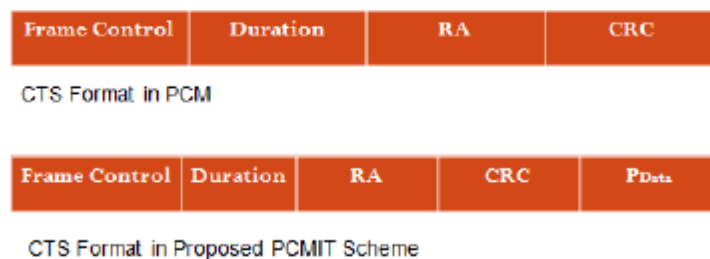 Frame Control Duration RA CRC
CTS Format in PCM
Frame Control Duration RA CRC PData
CTS Format in Proposed PCMIT Scheme